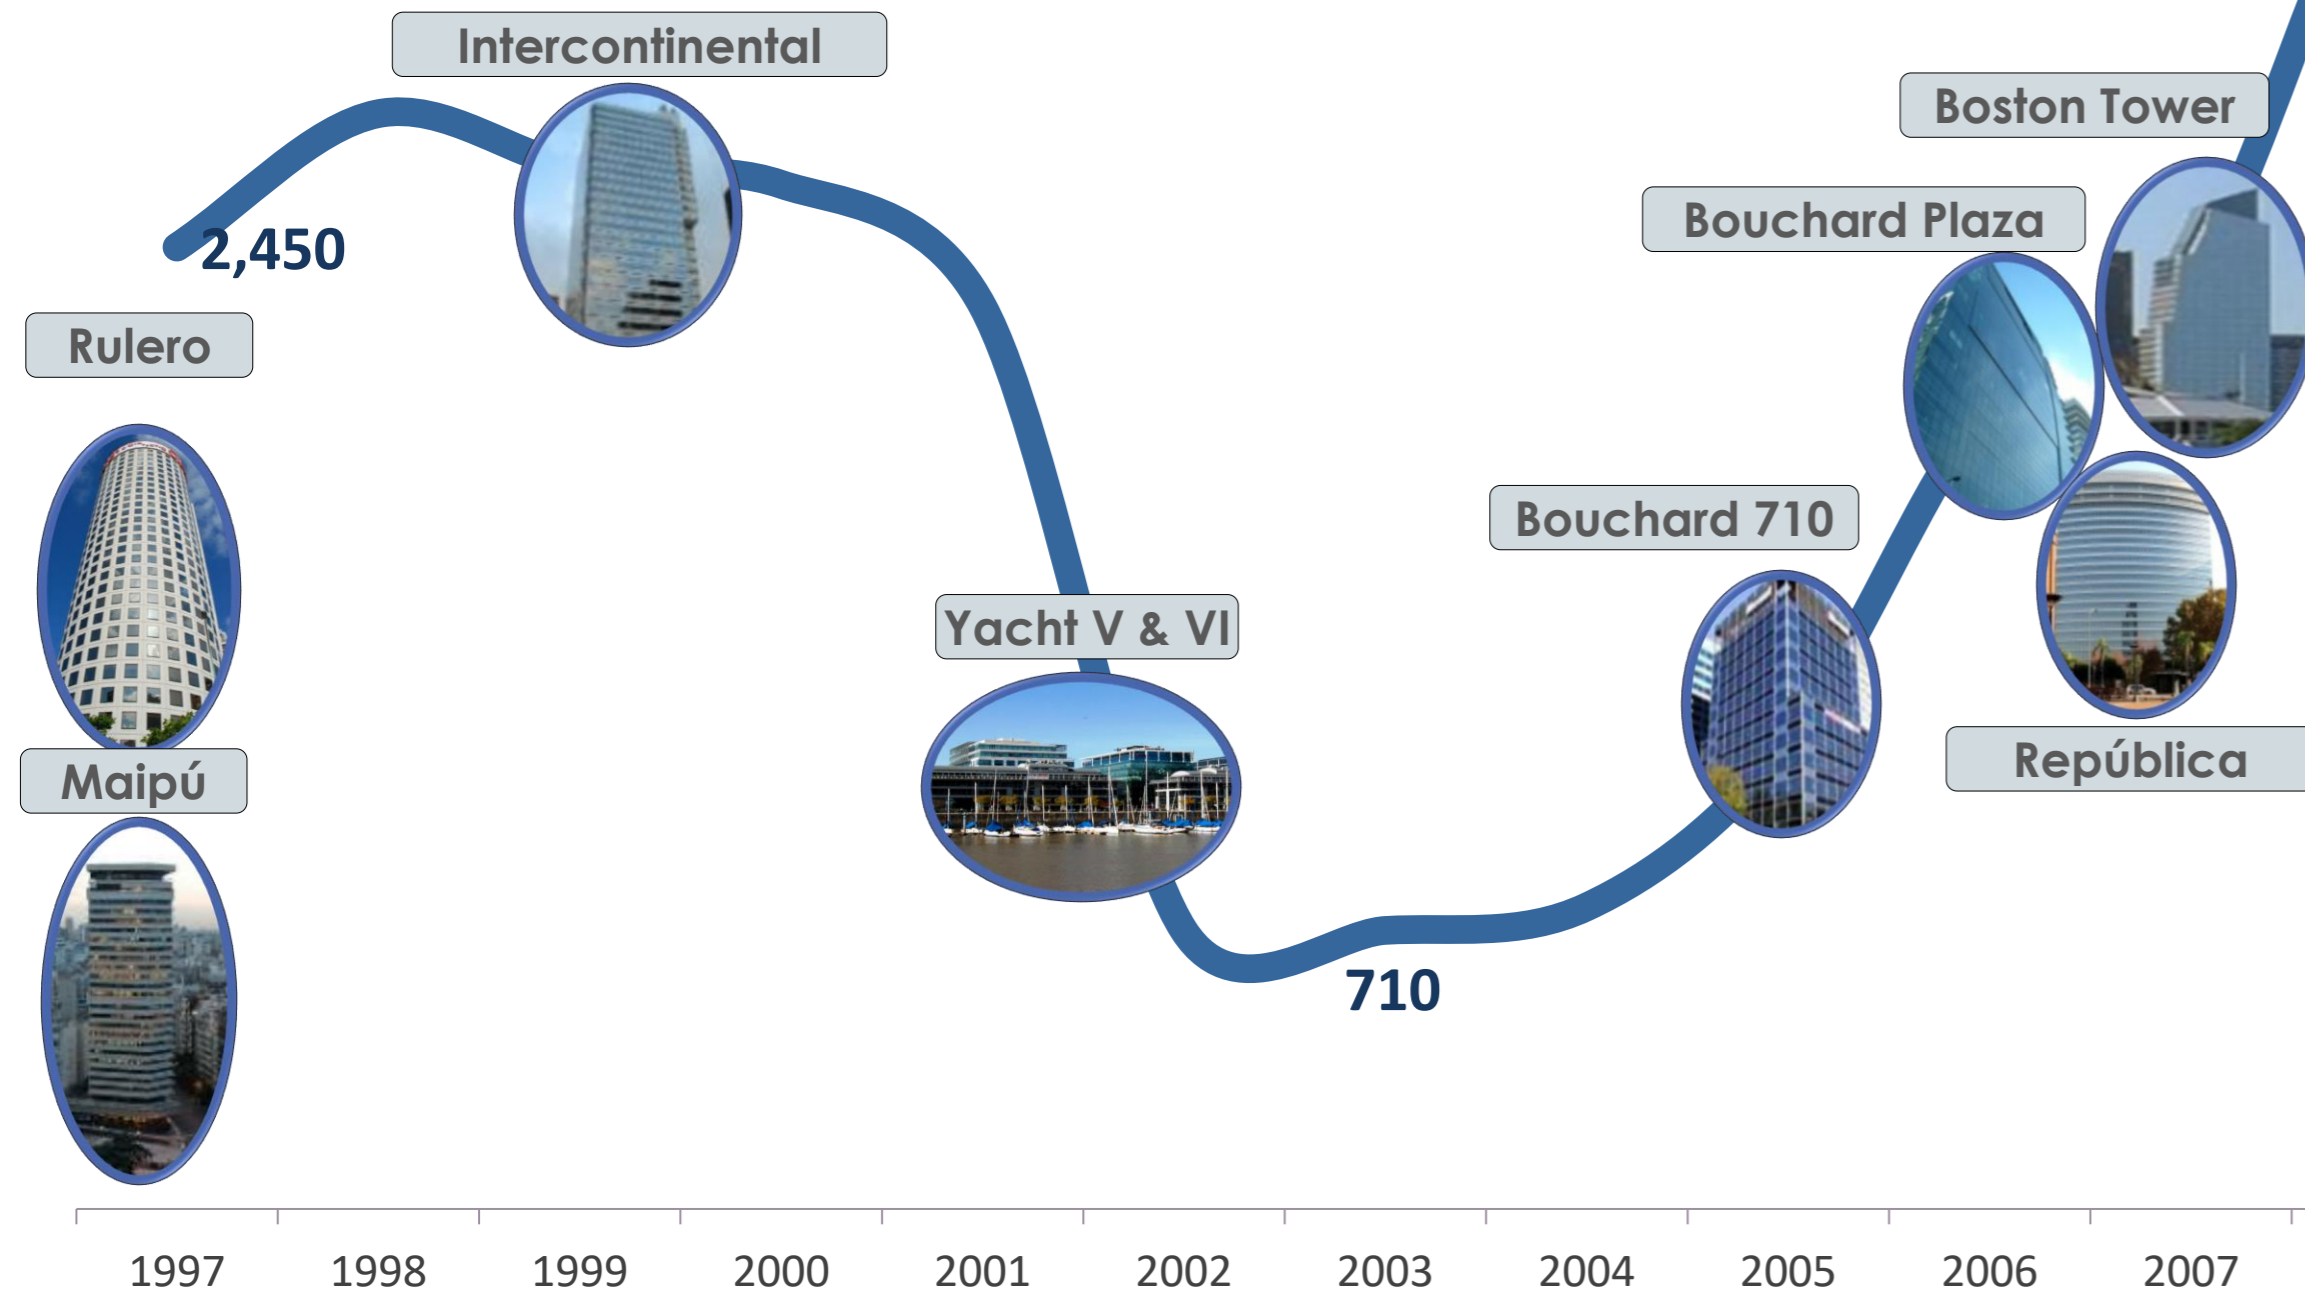 Intercontinental
Boston Tower
Bouchard Plaza
2,450
Rulero
Bouchard 710
Yacht V & VI
República
Maipú
710
1997 1998 1999 2000 2001 2002 2003 2004 2005 2006 2007